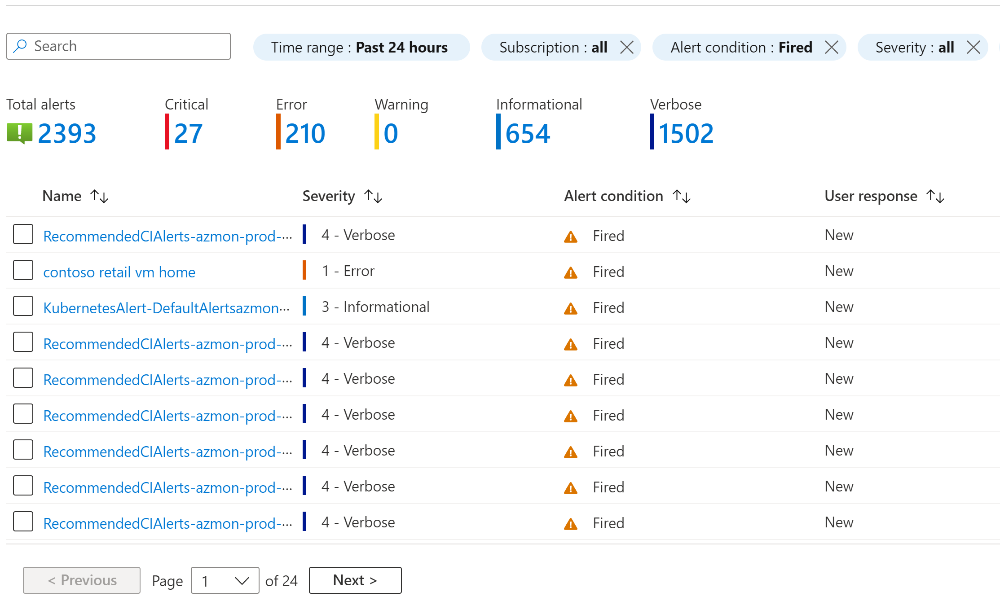 Search
Time range : Past 24 hours
Subscription : all
Alert condition : Fired
Severity : all
Total alerts
2393
Critical
27
Error
210
Warning
0
Informational
654
Verbose
1502
Name ↑↓ Severity ↑↓ Alert condition ↑↓ User response ↑↓
RecommendedCIAlerts-azmon-prod-··· 4 - Verbose Fired New
contoso retail vm home 1 - Error Fired New
KubernetesAlert-DefaultAlertsazmon··· 3 - Informational Fired New
RecommendedCIAlerts-azmon-prod-··· 4 - Verbose Fired New
RecommendedCIAlerts-azmon-prod-··· 4 - Verbose Fired New
RecommendedCIAlerts-azmon-prod-··· 4 - Verbose Fired New
RecommendedCIAlerts-azmon-prod-··· 4 - Verbose Fired New
RecommendedCIAlerts-azmon-prod-··· 4 - Verbose Fired New
RecommendedCIAlerts-azmon-prod-··· 4 - Verbose Fired New
< Previous Page 1 of 24 Next >